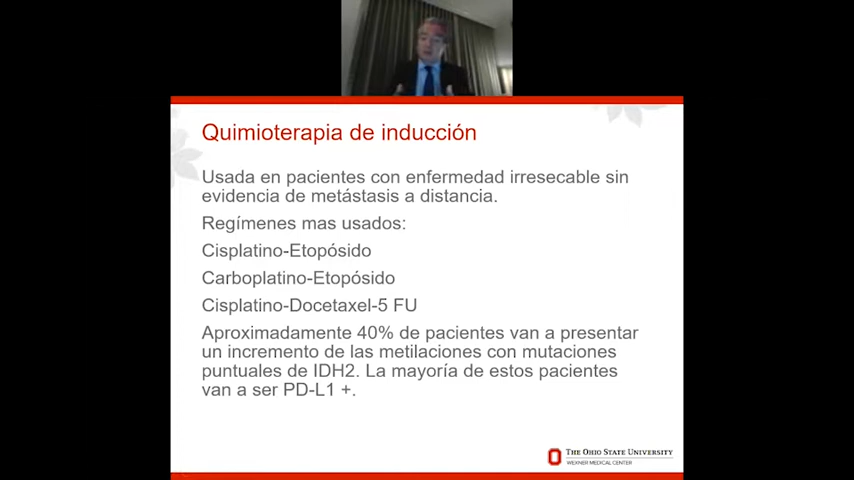 Quimioterapia de inducción
Usada en pacientes con enfermedad irresecable sin
evidencia de metástasis a distancia.
Regímenes mas usados:
Cisplatino-Etopósido
Carboplatino-Etopósido
Cisplatino-Docetaxel-5 FU
Aproximadamente 40% de pacientes van a presentar
un incremento de las metilaciones con mutaciones
puntuales de IDH2. La mayoría de estos pacientes
van a ser PD-L1 +.
THE OHIO STATE UNIVERSITY
WEXNER MEDICAL CENTER